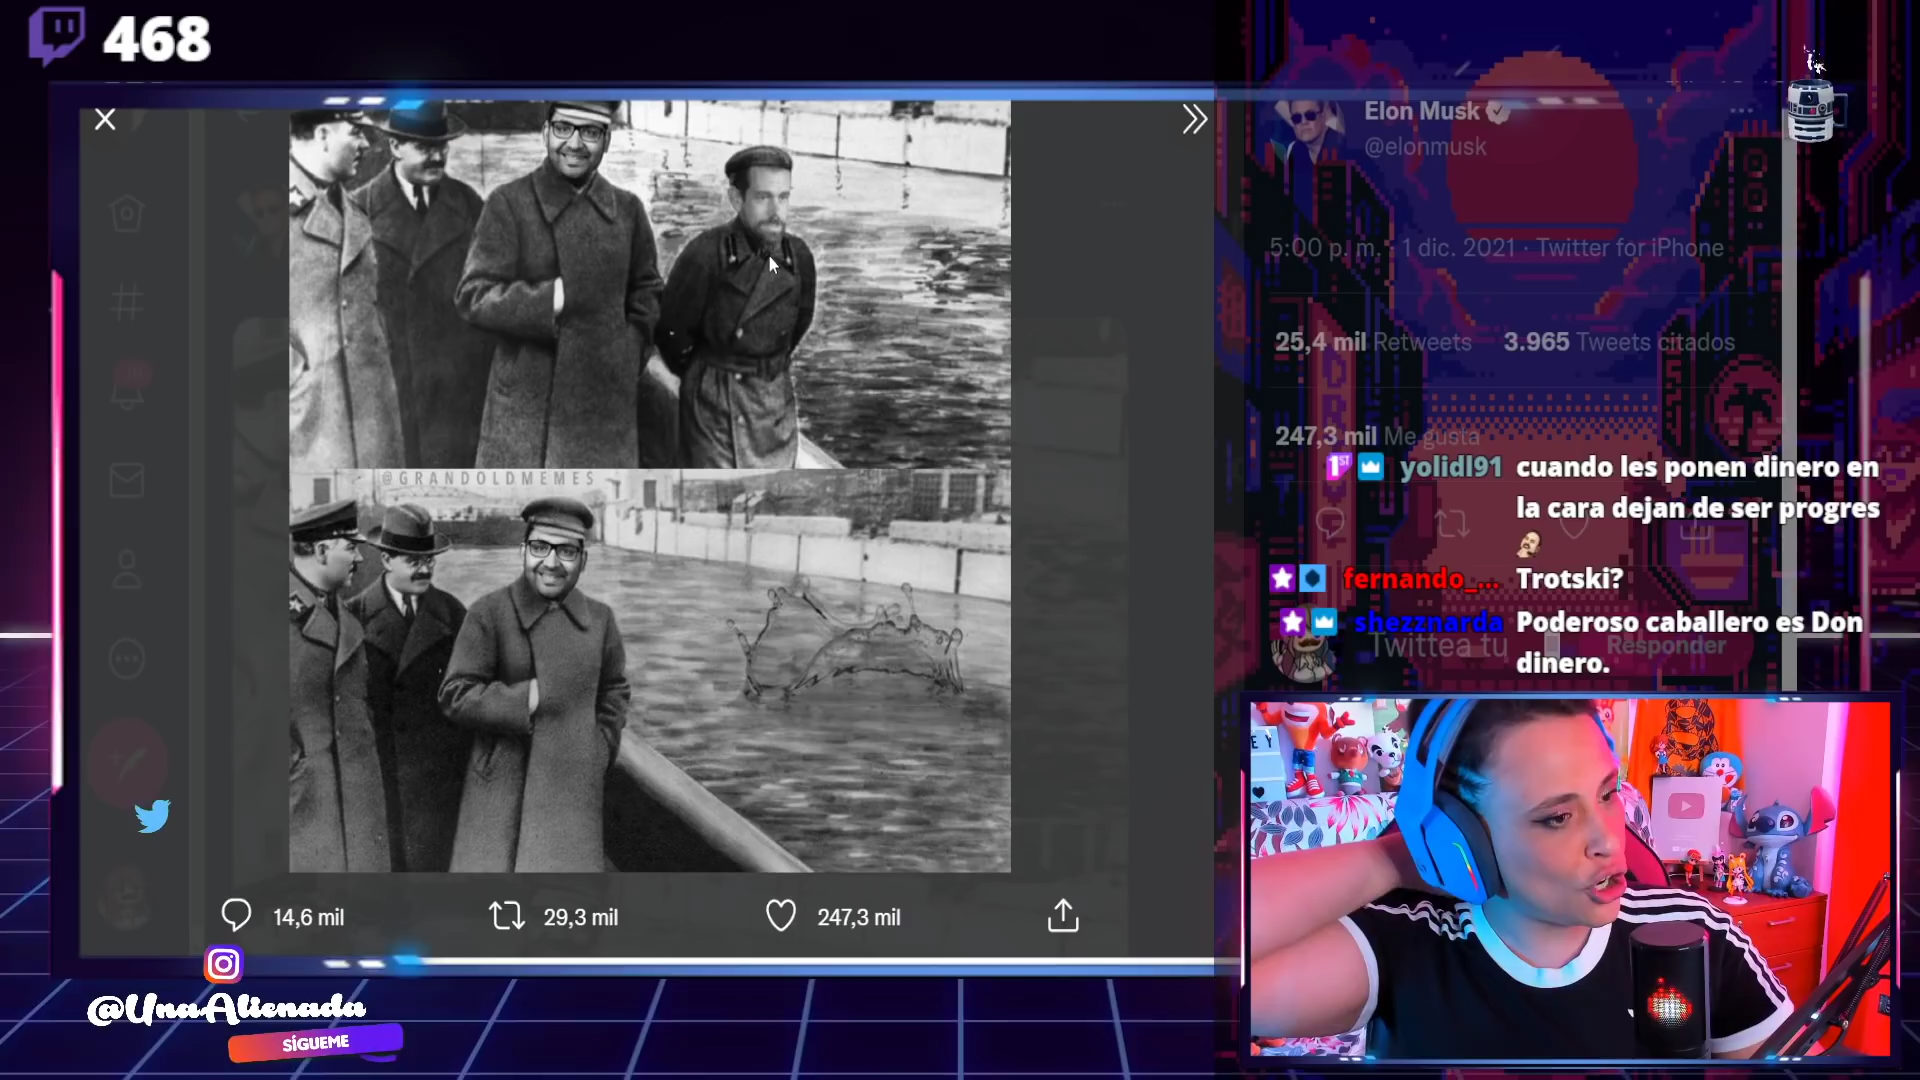 468
Elon Musk
@elonmusk
5:00 p. m. · 1 dic. 2021 · Twitter for iPhone
25,4 mil Retweets 3.965 Tweets citados
247,3 mil Me gusta
1ST yolidl91 cuando les ponen dinero en
la cara dejan de ser progres
fernando_... Trotski?
shezznarda Poderoso caballero es Don
dinero.
Twittea tu
Responder
@GRANDOLDMEMES
14,6 mil
29,3 mil
247,3 mil
@UnaAlienada
SÍGUEME